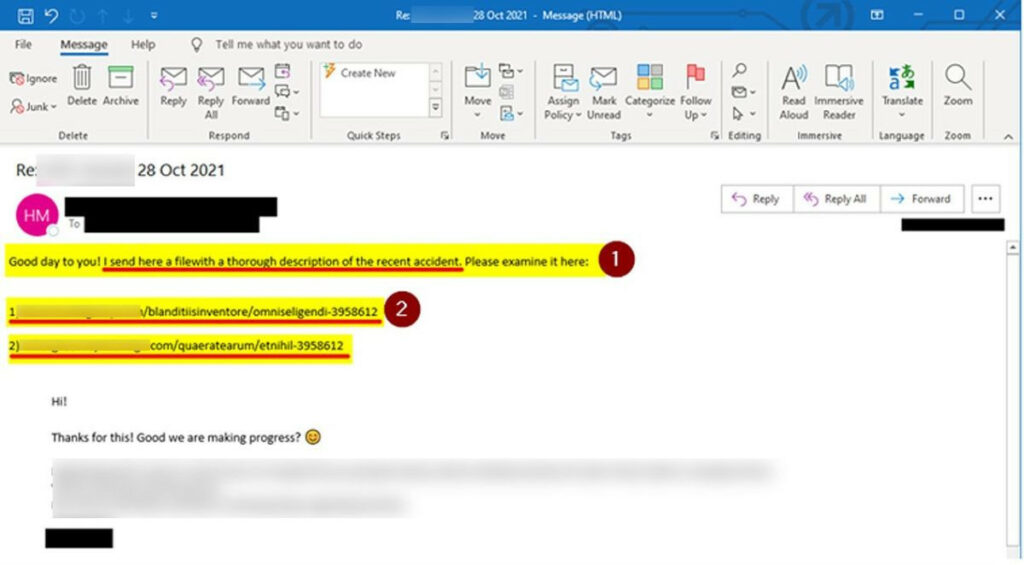 Re: 28 Oct 2021 - Message (HTML)
File Message Help Tell me what you want to do
Ignore
Junk
Delete
Archive
Reply
Reply All
Forward
Create New
Move
Assign Policy
Mark Unread
Categorize
Follow Up
Read Aloud
Immersive Reader
Translate
Zoom
Delete Respond Quick Steps Move Tags Editing Immersive Language Zoom
Re: 28 Oct 2021
Reply Reply All Forward
HM
To
Good day to you! I send here a filewith a thorough description of the recent accident. Please examine it here: 1
1) /blanditiisinventore/omniseligendi-3958612 2
2) com/quaeratearum/etnihil-3958612
Hi!
Thanks for this! Good we are making progress? 😊